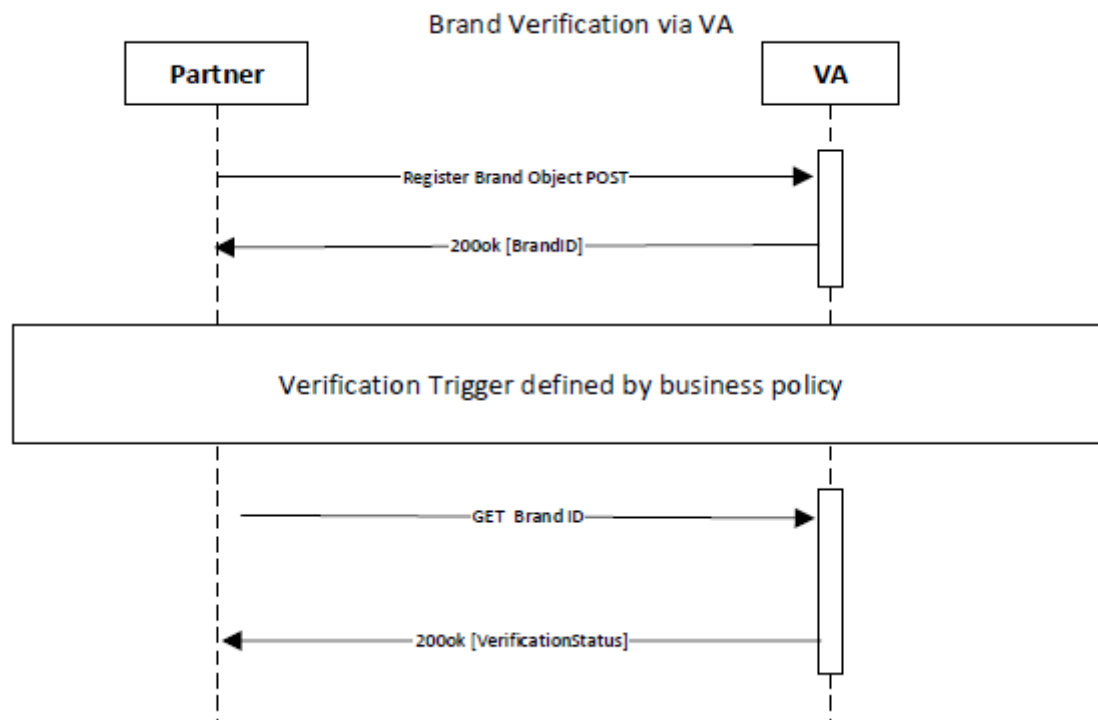 Brand Verification via VA
Partner
VA
Register Brand Object POST
200ok [BrandID]
Verification Trigger defined by business policy
GET Brand ID
200ok [VerificationStatus]